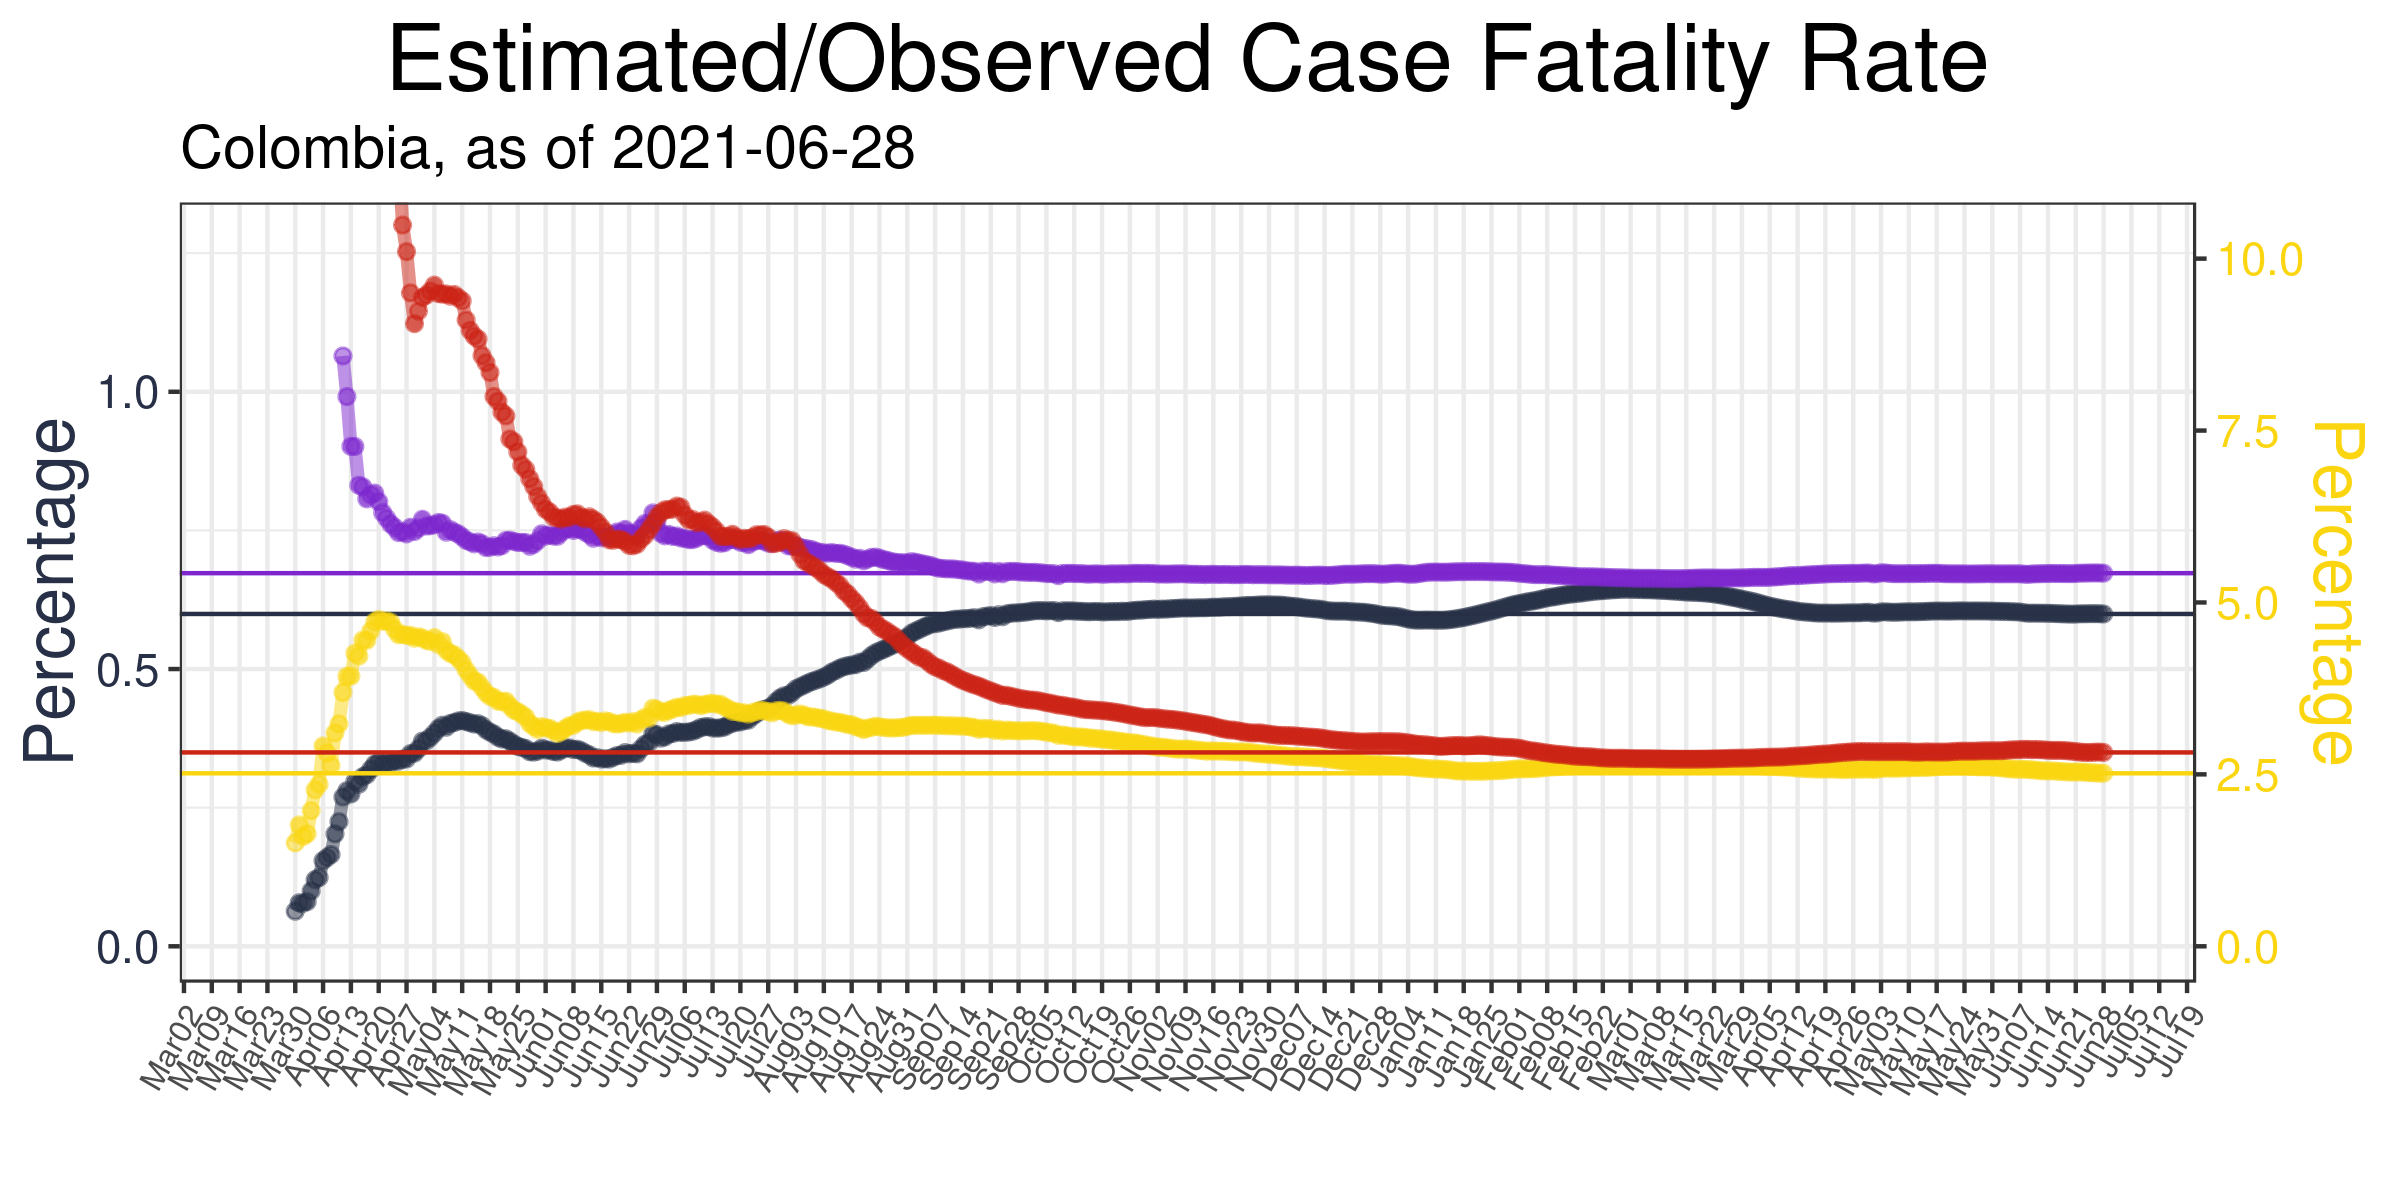 Estimated/Observed Case Fatality Rate
Colombia, as of 2021-06-28
Percentage
1.0
0.5
0.0
10.0
7.5
5.0
2.5
0.0
Percentage
Mar02
Mar09
Mar16
Mar23
Mar30
Apr06
Apr13
Apr20
Apr27
May04
May11
May18
May25
Jun01
Jun08
Jun15
Jun22
Jun29
Jul06
Jul13
Jul20
Jul27
Aug03
Aug10
Aug17
Aug24
Aug31
Sep07
Sep14
Sep21
Sep28
Oct05
Oct12
Oct19
Oct26
Nov02
Nov09
Nov16
Nov23
Nov30
Dec07
Dec14
Dec21
Dec28
Jan04
Jan11
Jan18
Jan25
Feb01
Feb08
Feb15
Feb22
Mar01
Mar08
Mar15
Mar22
Mar29
Apr05
Apr12
Apr19
Apr26
May03
May10
May17
May24
May31
Jun07
Jun14
Jun21
Jun28
Jul05
Jul12
Jul19